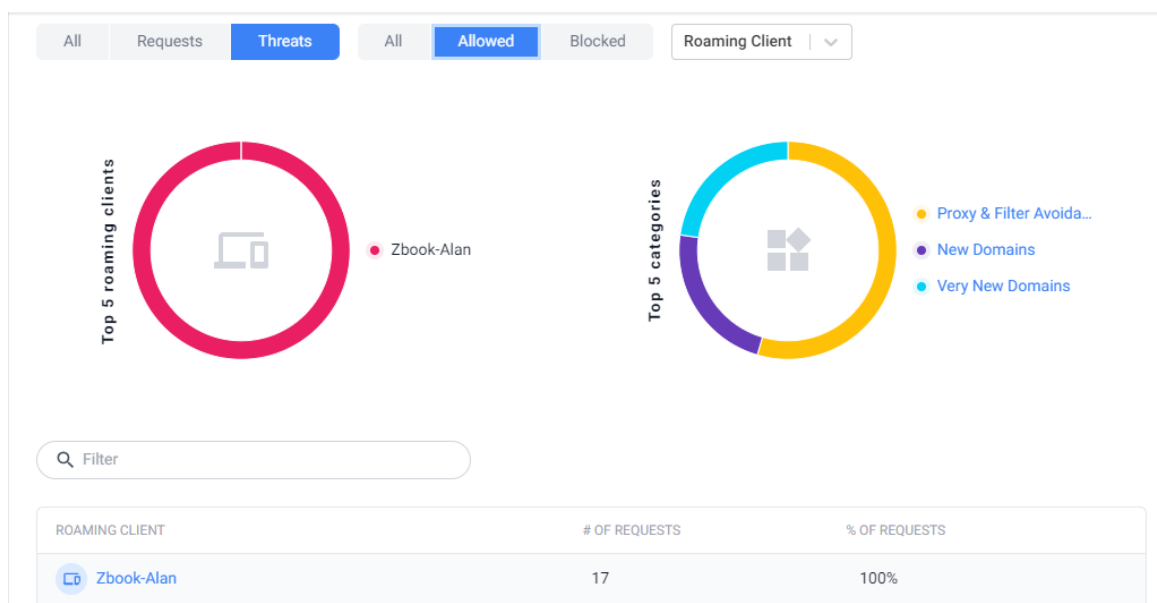 All Requests Threats All Allowed Blocked Roaming Client
Top 5 roaming clients
Zbook-Alan
Top 5 categories
Proxy & Filter Avoida...
New Domains
Very New Domains
Filter
ROAMING CLIENT # OF REQUESTS % OF REQUESTS
Zbook-Alan 17 100%